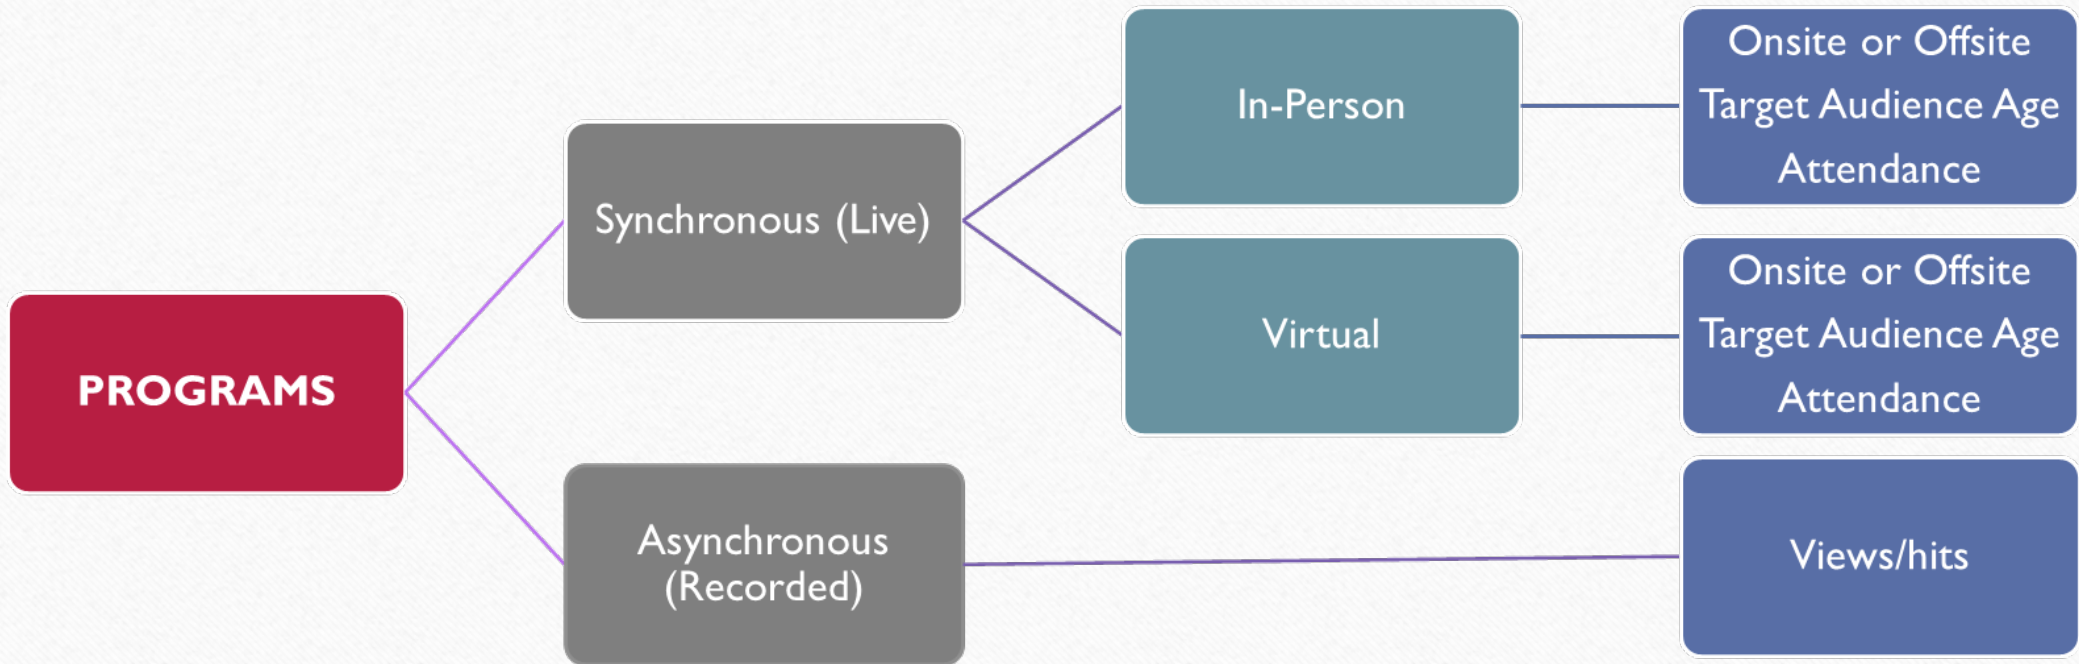 PROGRAMS
Synchronous (Live)
In-Person
Onsite or Offsite
Target Audience Age
Attendance
Virtual
Onsite or Offsite
Target Audience Age
Attendance
Asynchronous
(Recorded)
Views/hits